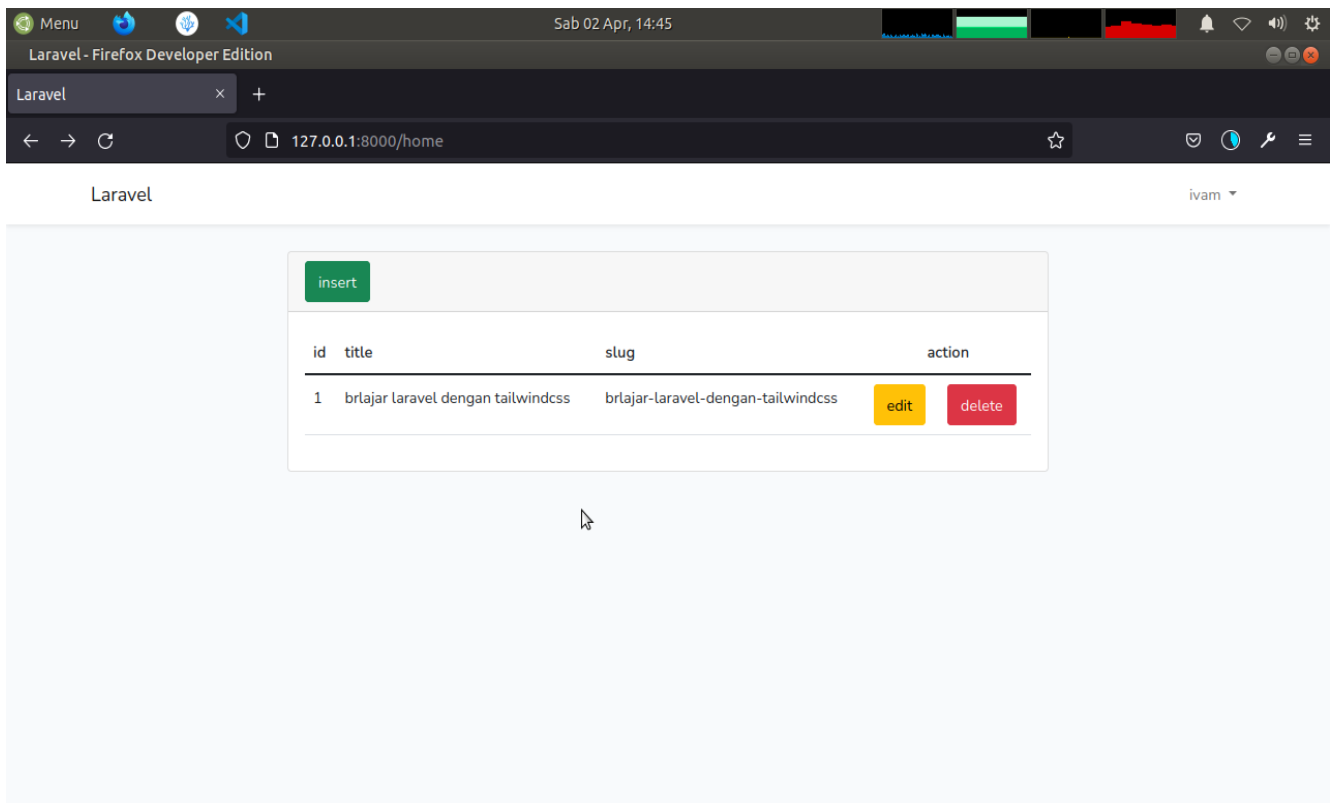 Menu Sab 02 Apr, 14:45
Laravel - Firefox Developer Edition
Laravel
127.0.0.1:8000/home
Laravel ivam
insert
id title slug action
1 brlajar laravel dengan tailwindcss brlajar-laravel-dengan-tailwindcss edit delete